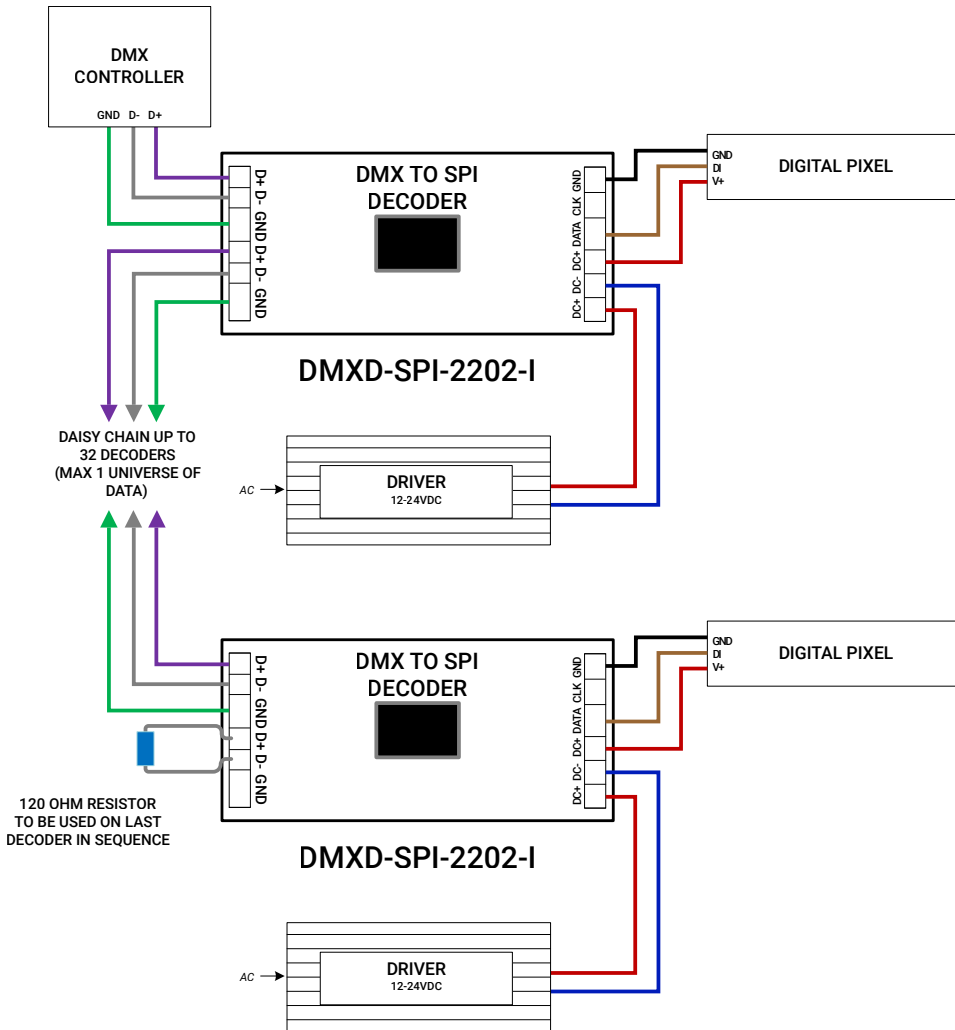 DMX
CONTROLLER
GND D- D+
DMX TO SPI
DECODER
D+
D-
GND
D+
D-
GND
GND
CLK
DATA
DC+
DC-
DC+
GND
DI
V+
DIGITAL PIXEL
DMXD-SPI-2202-I
DAISY CHAIN UP TO
32 DECODERS
(MAX 1 UNIVERSE OF
DATA)
AC
DRIVER
12-24VDC
DMX TO SPI
DECODER
D+
D-
GND
D+
D-
GND
GND
CLK
DATA
DC+
DC-
DC+
GND
DI
V+
DIGITAL PIXEL
120 OHM RESISTOR
TO BE USED ON LAST
DECODER IN SEQUENCE
DMXD-SPI-2202-I
AC
DRIVER
12-24VDC